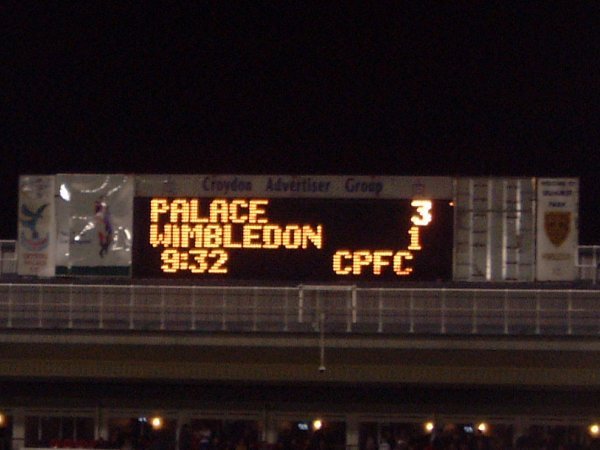 Croydon Advertiser Group
PALACE 3
WIMBLEDON 1
9:32 CPFC